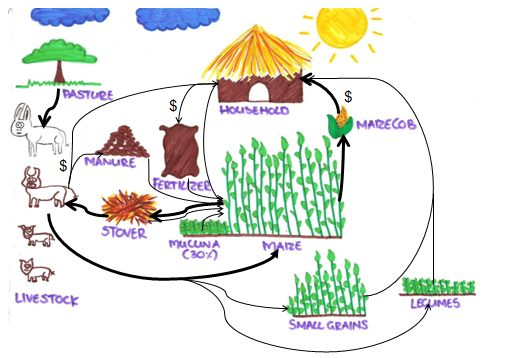 PASTURE
$
HOUSEHOLD
$
MAIZECOB
$
MANURE
FERTILIZER
STOVER
MUCUNA
(30%)
MAIZE
LIVESTOCK
SMALL GRAINS
LEGUMES